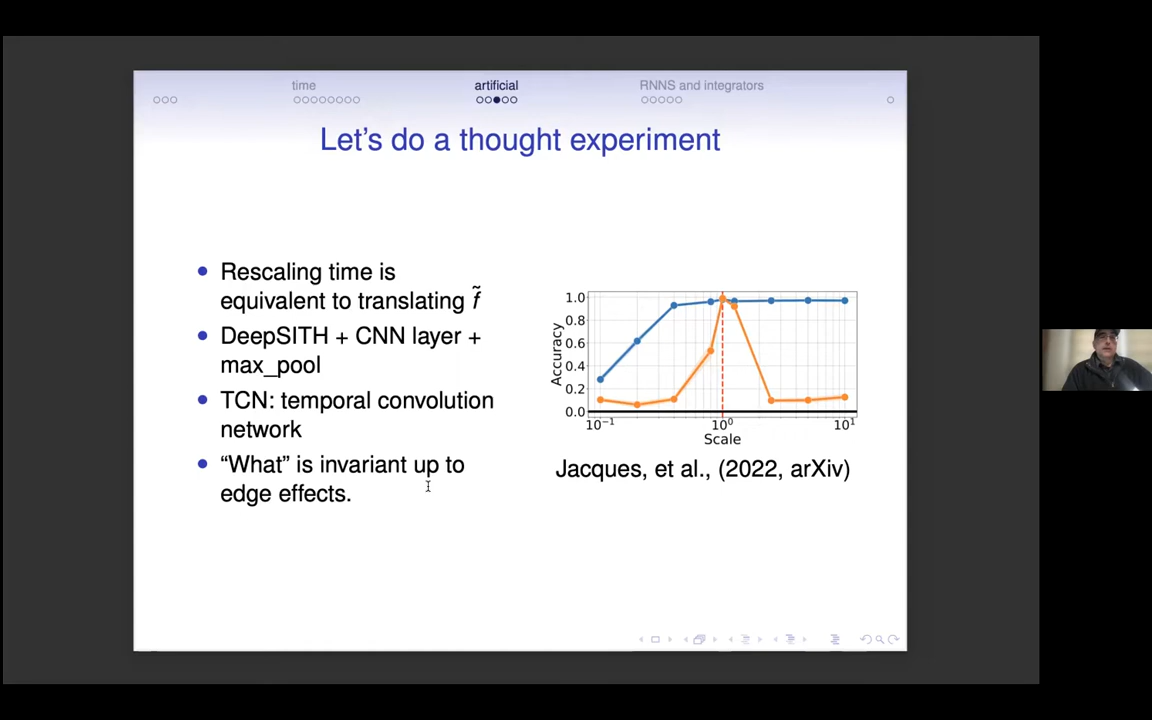 time artificial RNNS and integrators
Let's do a thought experiment
• Rescaling time is
equivalent to translating f̃
• DeepSITH + CNN layer +
max_pool
• TCN: temporal convolution
network
• “What” is invariant up to
edge effects.
1.0
0.8
0.6
0.4
0.2
0.0
Accuracy
10⁻¹ 10⁰ 10¹
Scale
Jacques, et al., (2022, arXiv)